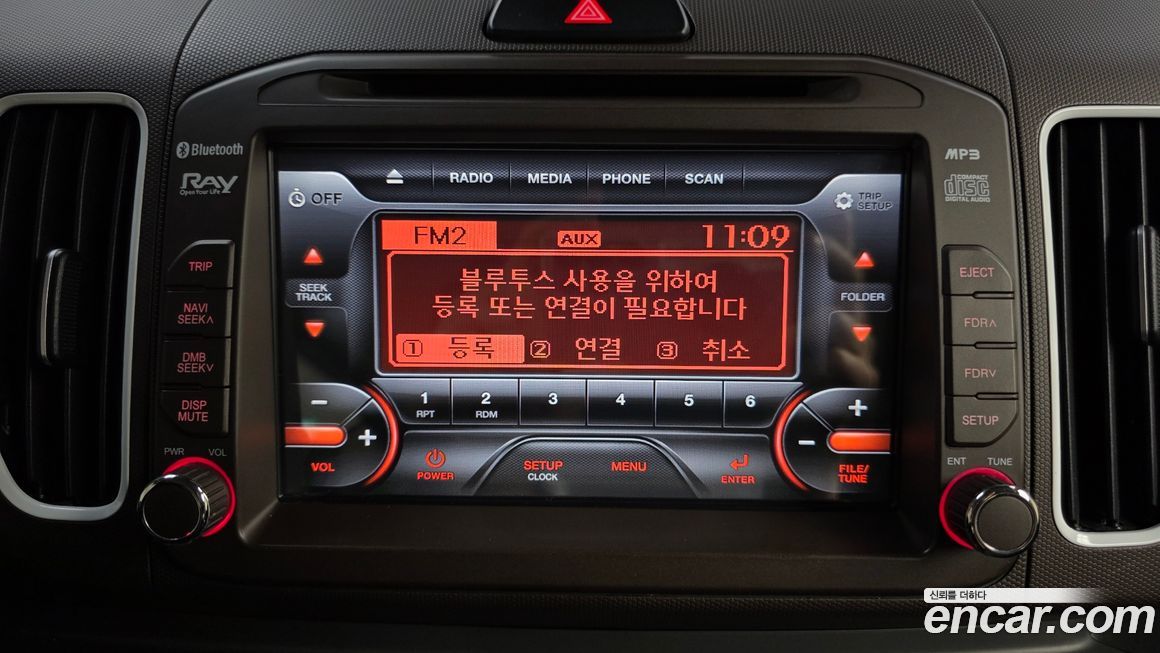 Bluetooth
RAY
Open Your Life
MP3
COMPACT
disc
DIGITAL AUDIO
RADIO
MEDIA
PHONE
SCAN
OFF
TRIP
SETUP
FM2
AUX
11:09
블루투스 사용을 위하여
등록 또는 연결이 필요합니다
① 등록 ② 연결 ③ 취소
SEEK
TRACK
FOLDER
TRIP
NAVI
SEEK∧
DMB
SEEK∨
DISP
MUTE
PWR VOL
EJECT
FDR∧
FDR∨
SETUP
ENT TUNE
1
RPT
2
RDM
3
4
5
6
− +
VOL
POWER
SETUP
CLOCK
MENU
ENTER
− +
FILE/
TUNE
신뢰를 더하다
encar.com